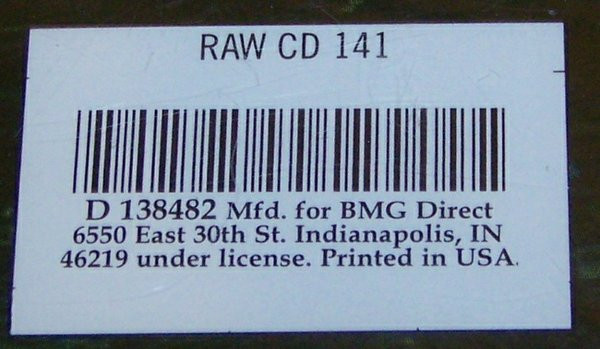 RAW CD 141
D 138482 Mfd. for BMG Direct
6550 East 30th St. Indianapolis, IN
46219 under license. Printed in USA.